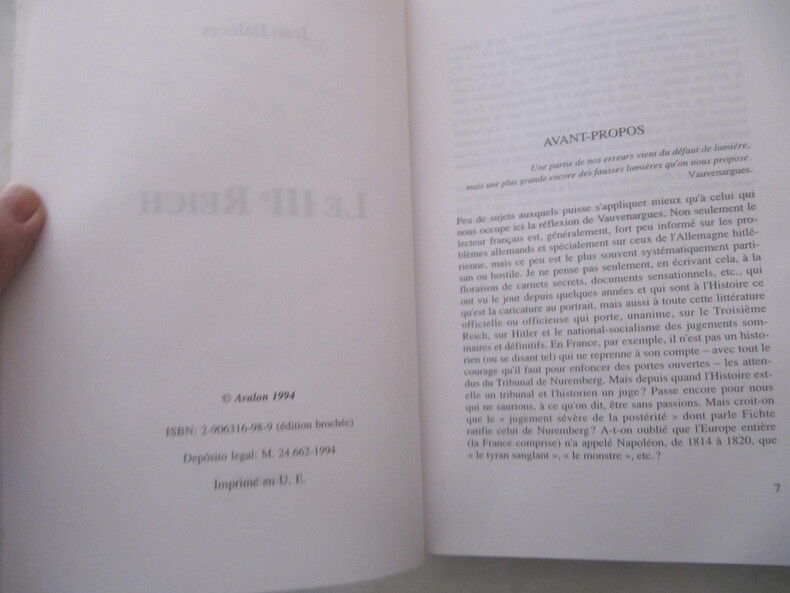 © Avalon 1994
ISBN: 2-906316-98-9 (édition brochée)
Depósito legal: M. 24.662-1994
Imprimé en U. E.
AVANT-PROPOS
Une partie de nos erreurs vient du défaut de lumière,
mais une plus grande encore des fausses lumières qu'on nous propose.
Vauvenargues.
Peu de sujets auxquels puisse s'appliquer mieux qu'à celui qui
nous occupe ici la réflexion de Vauvenargues. Non seulement le
lecteur français est, généralement, fort peu informé sur les pro-
blèmes allemands et spécialement sur ceux de l'Allemagne hitlé-
rienne, mais ce peu est le plus souvent systématiquement parti-
san ou hostile. Je ne pense pas seulement, en écrivant cela, à la
floraison de carnets secrets, documents sensationnels, etc., qui
ont vu le jour depuis quelques années et qui sont à l'Histoire ce
qu'est la caricature au portrait, mais aussi à toute cette littérature
officielle ou officieuse qui porte, unanime, sur le Troisième
Reich, sur Hitler et le national-socialisme des jugements som-
maires et définitifs. En France, par exemple, il n'est pas un histo-
rien (ou se disant tel) qui ne reprenne à son compte – avec tout le
courage qu'il faut pour enfoncer des portes ouvertes – les atten-
dus du Tribunal de Nuremberg. Mais depuis quand l'Histoire est-
elle un tribunal et l'historien un juge ? Passe encore pour nous
qui ne saurions, à ce qu'on dit, être sans passions. Mais croit-on
que le « jugement sévère de la postérité » dont parle Fichte
ratifie celui de Nuremberg ? A-t-on oublié que l'Europe entière
(la France comprise) n'a appelé Napoléon, de 1814 à 1820, que
« le tyran sanglant », « le monstre », etc. ?
7